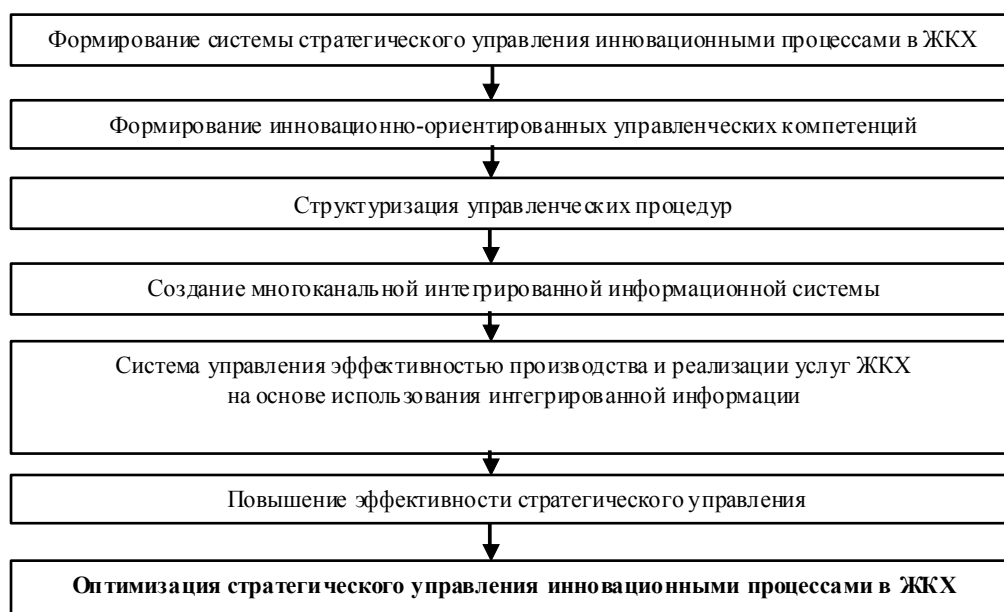 Формирование системы стратегического управления инновационными процессами в ЖКХ
Формирование инновационно-ориентированных управленческих компетенций
Структуризация управленческих процедур
Создание многоканальной интегрированной информационной системы
Система управления эффективностью производства и реализации услуг ЖКХ
на основе использования интегрированной информации
Повышение эффективности стратегического управления
Оптимизация стратегического управления инновационными процессами в ЖКХ